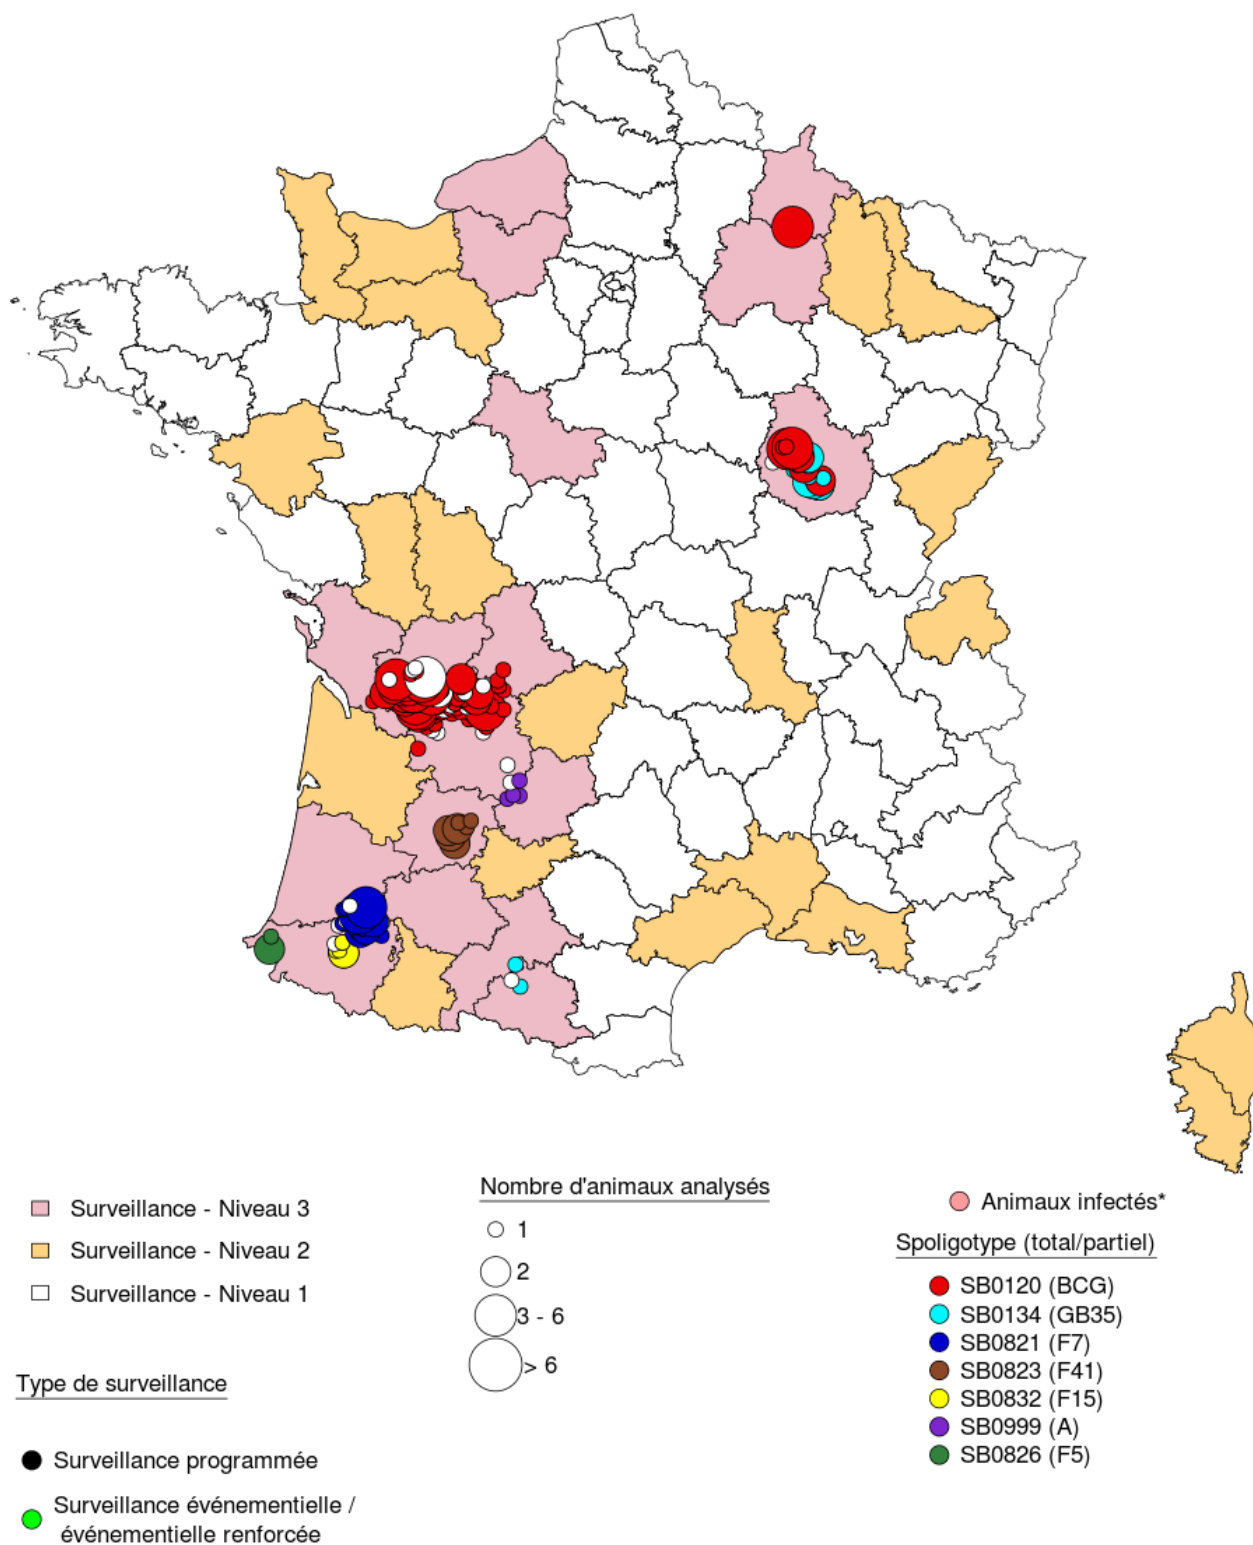 Surveillance - Niveau 3
Surveillance - Niveau 2
Surveillance - Niveau 1
Type de surveillance
Surveillance programmée
Surveillance événementielle /
événementielle renforcée
Nombre d'animaux analysés
1
2
3 - 6
> 6
Animaux infectés*
Spoligotype (total/partiel)
SB0120 (BCG)
SB0134 (GB35)
SB0821 (F7)
SB0823 (F41)
SB0832 (F15)
SB0999 (A)
SB0826 (F5)